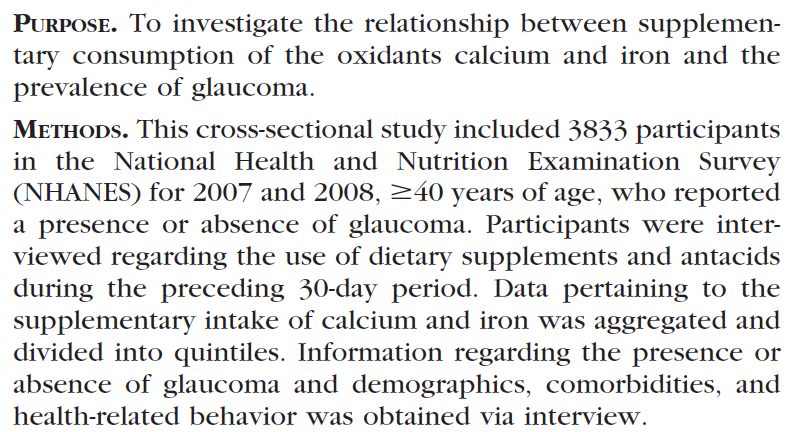 PURPOSE. To investigate the relationship between supplemen-
tary consumption of the oxidants calcium and iron and the
prevalence of glaucoma.
METHODS. This cross-sectional study included 3833 participants
in the National Health and Nutrition Examination Survey
(NHANES) for 2007 and 2008, ≥40 years of age, who reported
a presence or absence of glaucoma. Participants were inter-
viewed regarding the use of dietary supplements and antacids
during the preceding 30-day period. Data pertaining to the
supplementary intake of calcium and iron was aggregated and
divided into quintiles. Information regarding the presence or
absence of glaucoma and demographics, comorbidities, and
health-related behavior was obtained via interview.